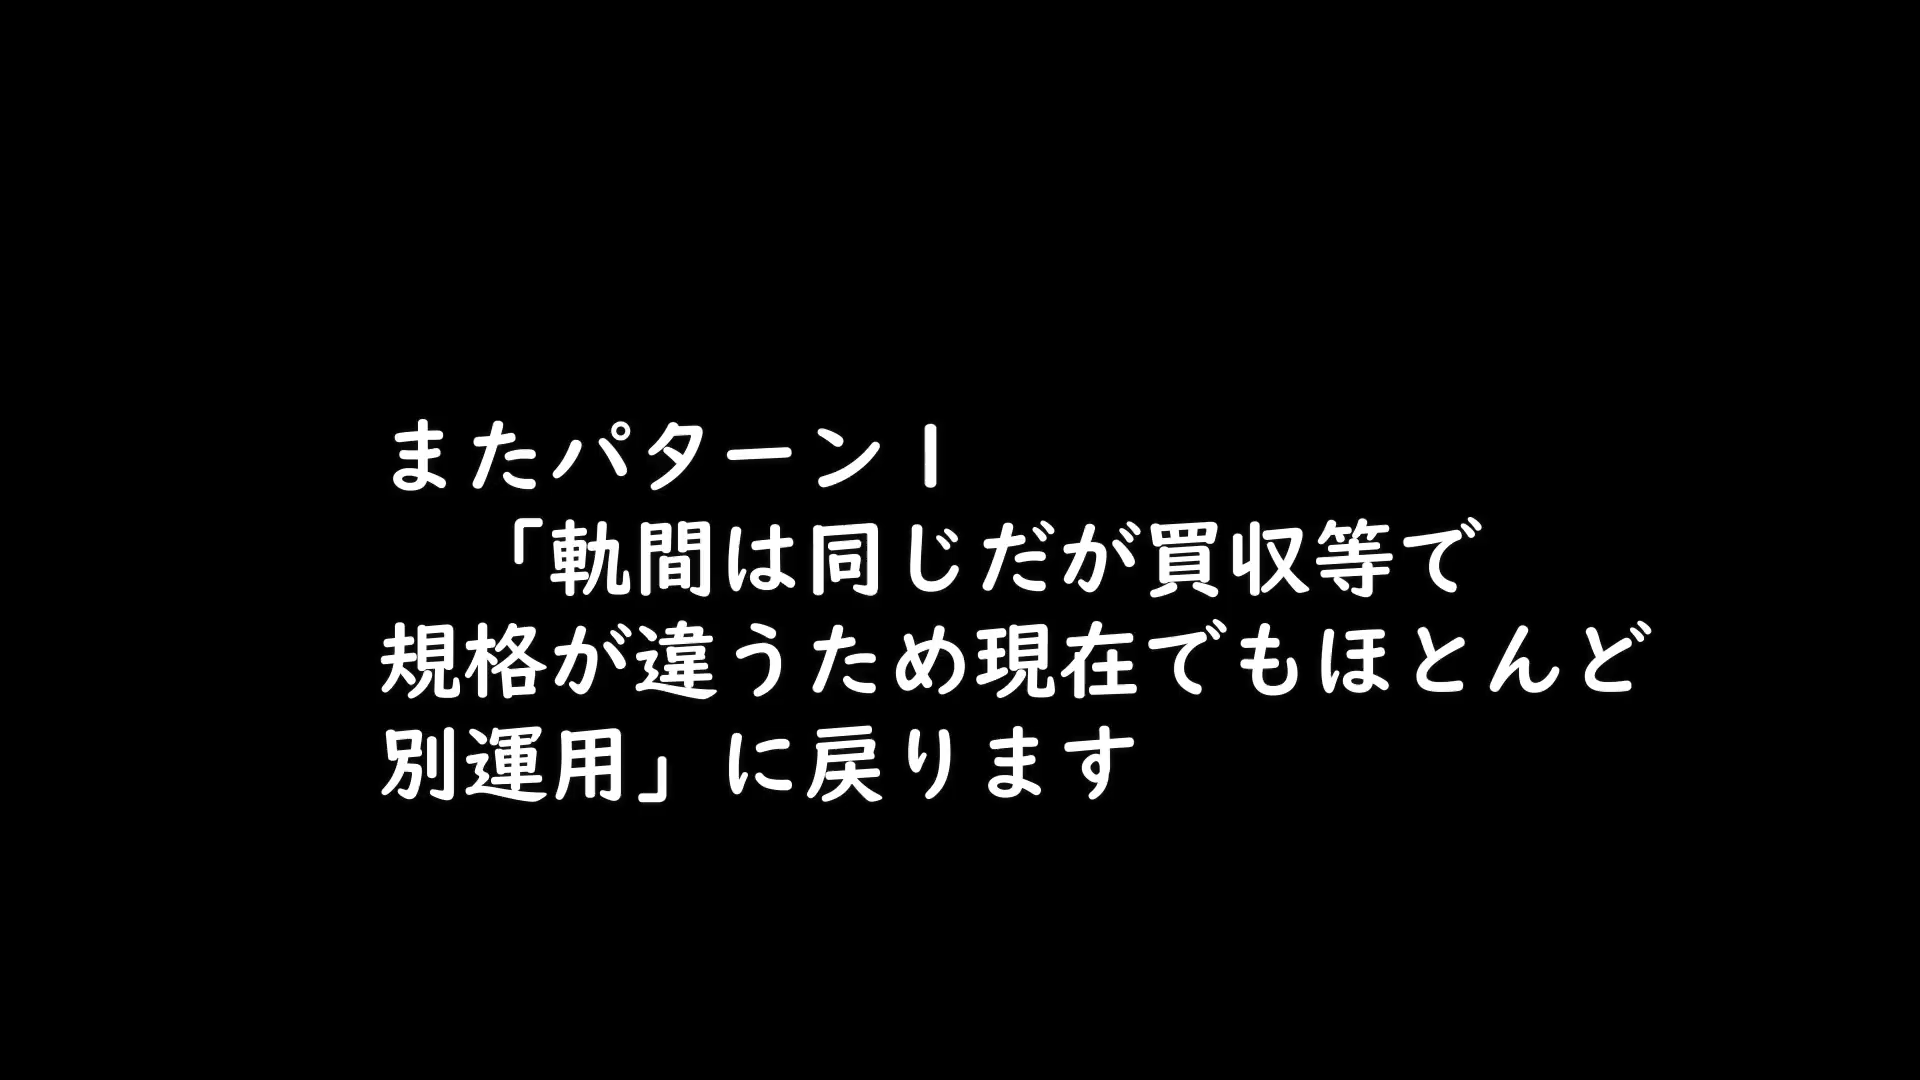 またパターン1
「軌間は同じだが買収等で
規格が違うため現在でもほとんど
別運用」に戻ります